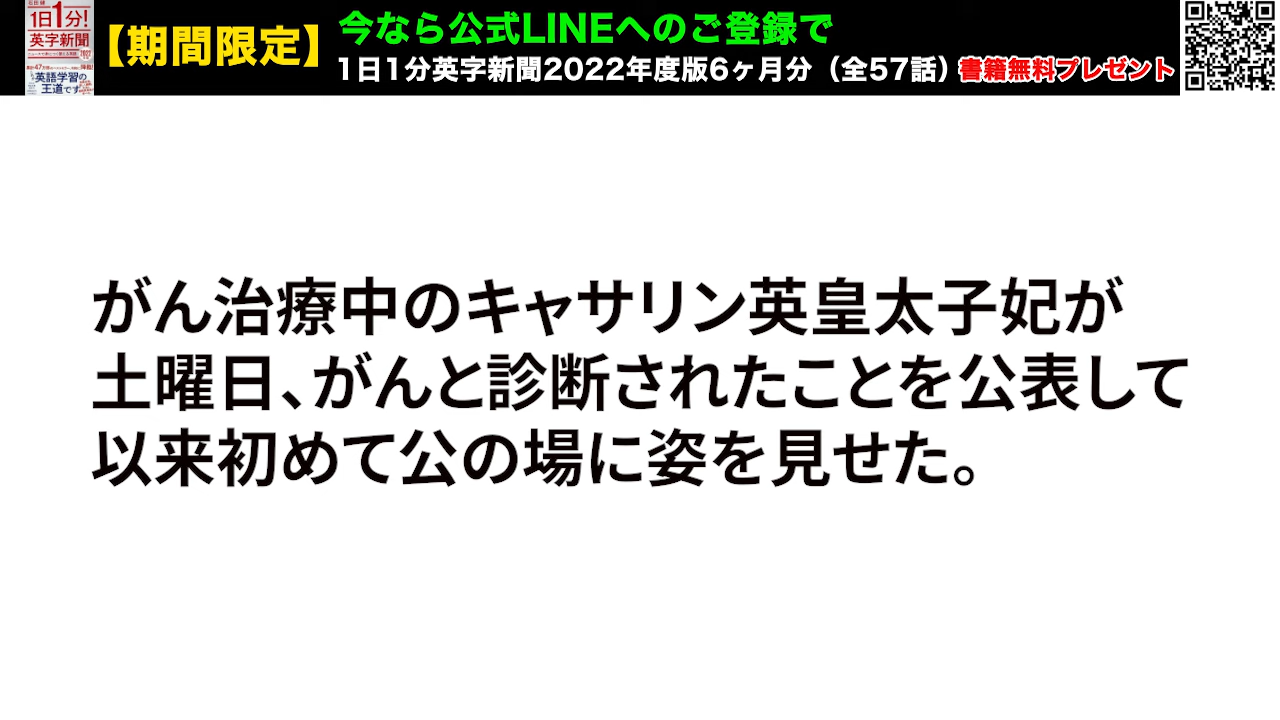 1日1分!
英字新聞
英語学習の
王道です
【期間限定】
今なら公式LINEへのご登録で
1日1分英字新聞2022年度版6ヶ月分（全57話）書籍無料プレゼント
がん治療中のキャサリン英皇太子妃が
土曜日、がんと診断されたことを公表して
以来初めて公の場に姿を見せた。